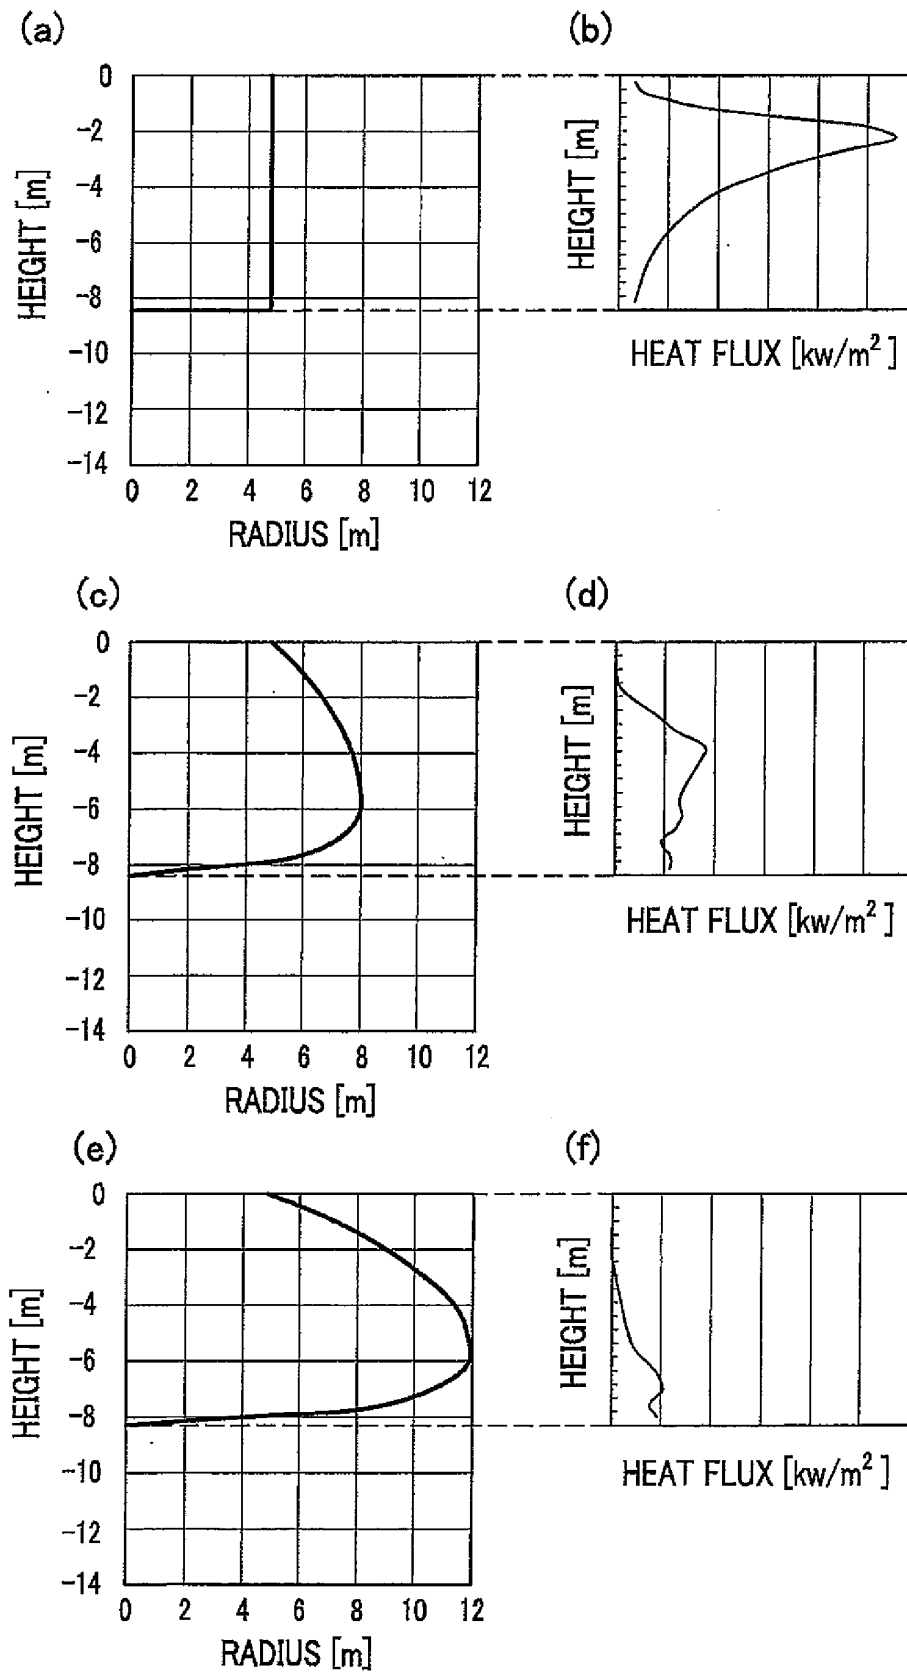 (a)
(b)
HEIGHT [m]
0
-2
-4
-6
-8
-10
-12
-14
0 2 4 6 8 10 12
RADIUS [m]
HEIGHT [m]
HEAT FLUX [kw/m²]
(c)
(d)
HEIGHT [m]
0
-2
-4
-6
-8
-10
-12
-14
0 2 4 6 8 10 12
RADIUS [m]
HEIGHT [m]
HEAT FLUX [kw/m²]
(e)
(f)
HEIGHT [m]
0
-2
-4
-6
-8
-10
-12
-14
0 2 4 6 8 10 12
RADIUS [m]
HEIGHT [m]
HEAT FLUX [kw/m²]